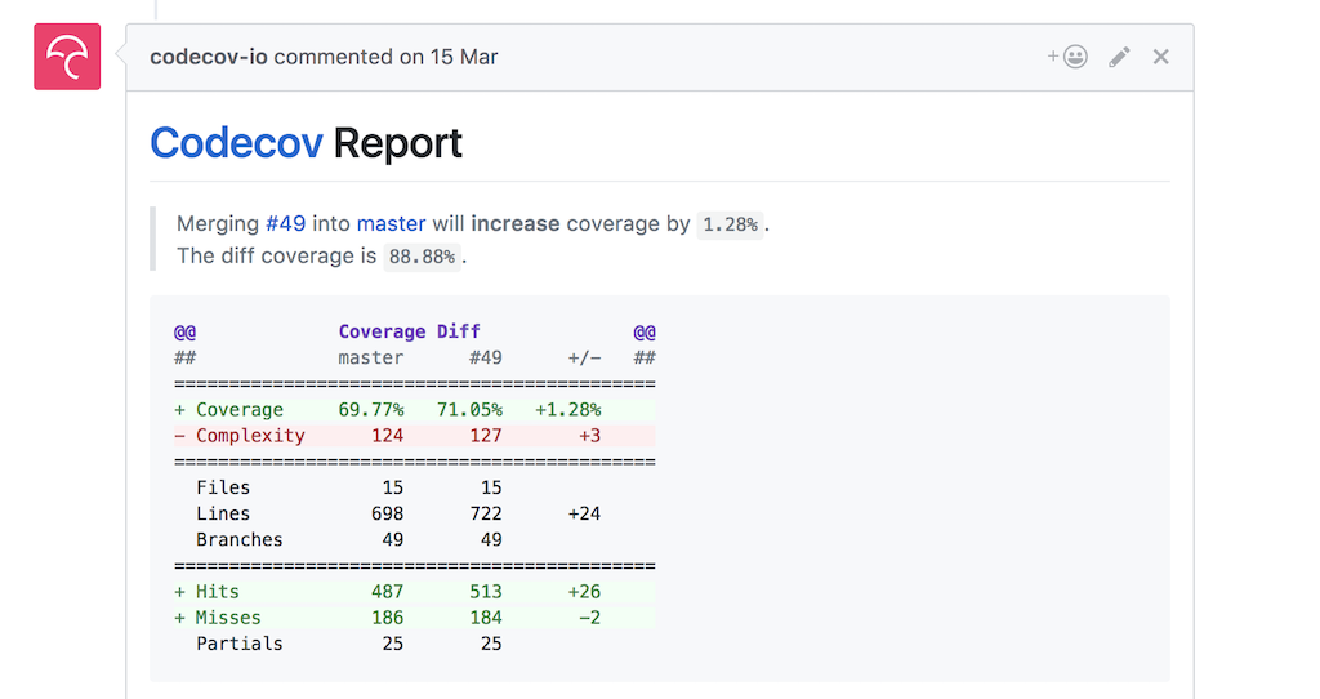 codecov-io commented on 15 Mar
Codecov Report
Merging #49 into master will increase coverage by 1.28%.
The diff coverage is 88.88%.
@@ Coverage Diff @@
## master #49 +/- ##
============================================
+ Coverage 69.77% 71.05% +1.28%
- Complexity 124 127 +3
============================================
Files 15 15
Lines 698 722 +24
Branches 49 49
============================================
+ Hits 487 513 +26
+ Misses 186 184 -2
Partials 25 25